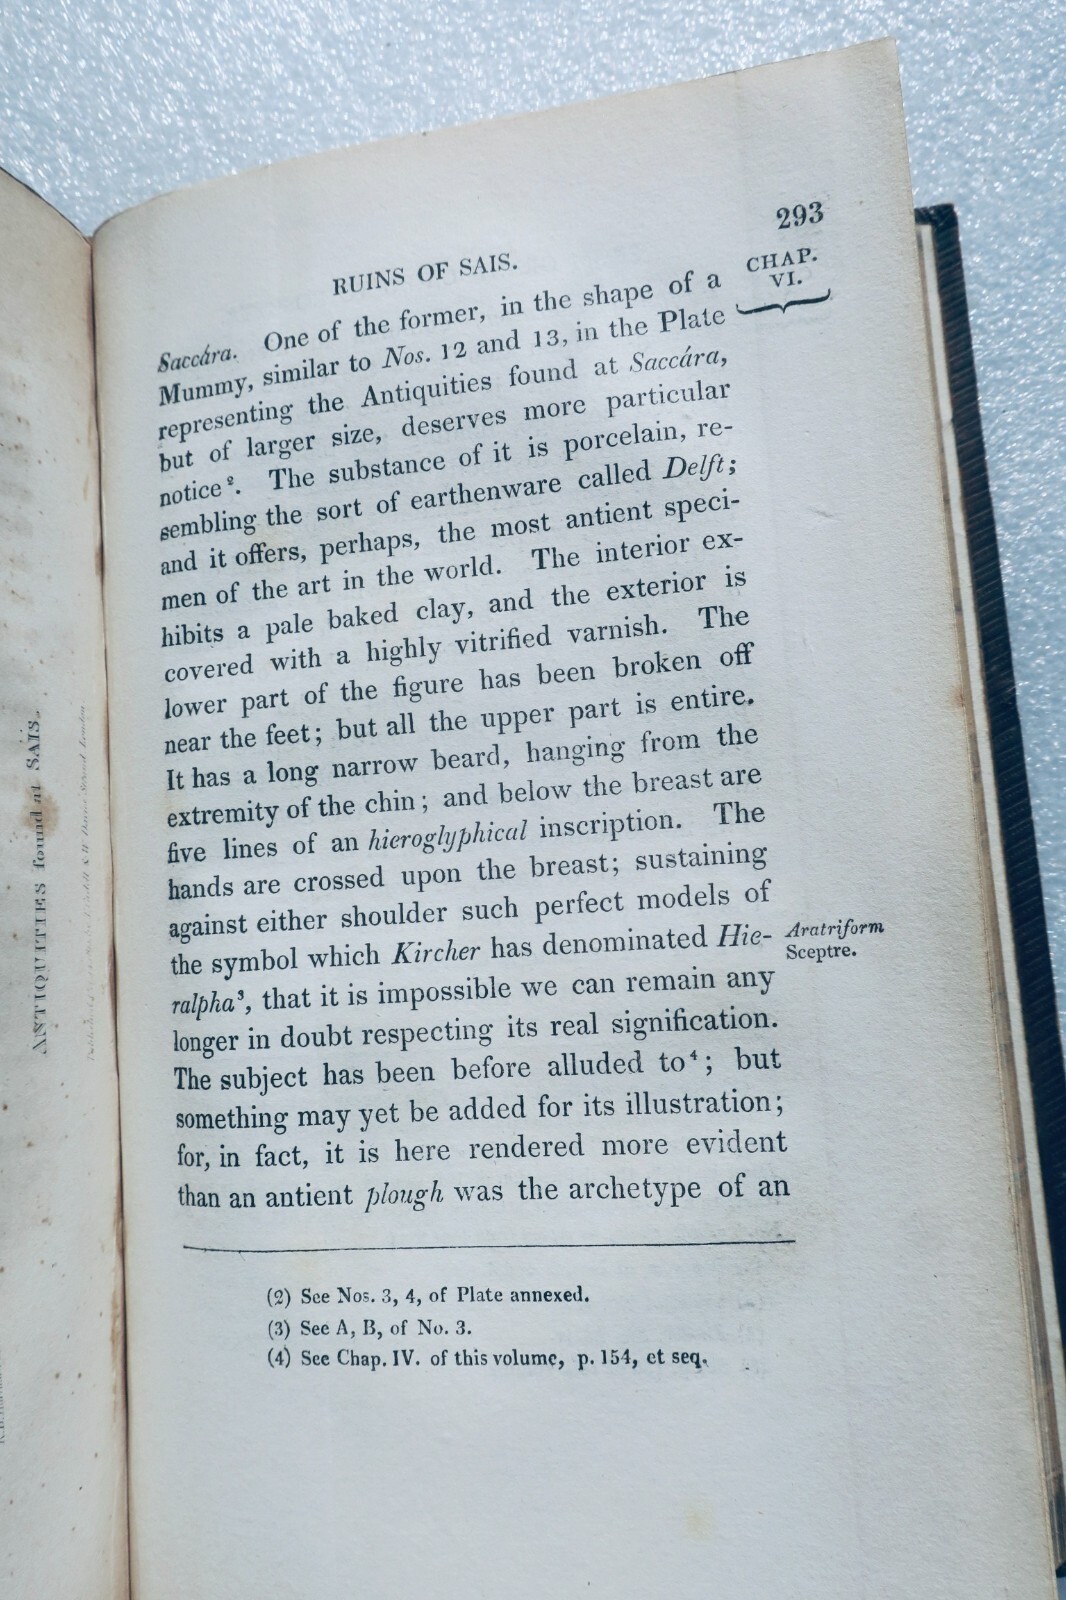 293
RUINS OF SAIS.
CHAP.
VI.
Saccára. One of the former, in the shape of a
Mummy, similar to Nos. 12 and 13, in the Plate
representing the Antiquities found at Saccára,
but of larger size, deserves more particular
notice². The substance of it is porcelain, re-
sembling the sort of earthenware called Delft;
and it offers, perhaps, the most antient speci-
men of the art in the world. The interior ex-
hibits a pale baked clay, and the exterior is
covered with a highly vitrified varnish. The
lower part of the figure has been broken off
near the feet; but all the upper part is entire.
It has a long narrow beard, hanging from the
extremity of the chin; and below the breast are
five lines of an hieroglyphical inscription. The
hands are crossed upon the breast; sustaining
against either shoulder such perfect models of
the symbol which Kircher has denominated Hie-
ralpha³, that it is impossible we can remain any
longer in doubt respecting its real signification.
The subject has been before alluded to⁴; but
something may yet be added for its illustration;
for, in fact, it is here rendered more evident
than an antient plough was the archetype of an
Aratriform
Sceptre.
(2) See Nos. 3, 4, of Plate annexed.
(3) See A, B, of No. 3.
(4) See Chap. IV. of this volume, p. 154, et seq.
ANTIQUITIES found at SAIS.